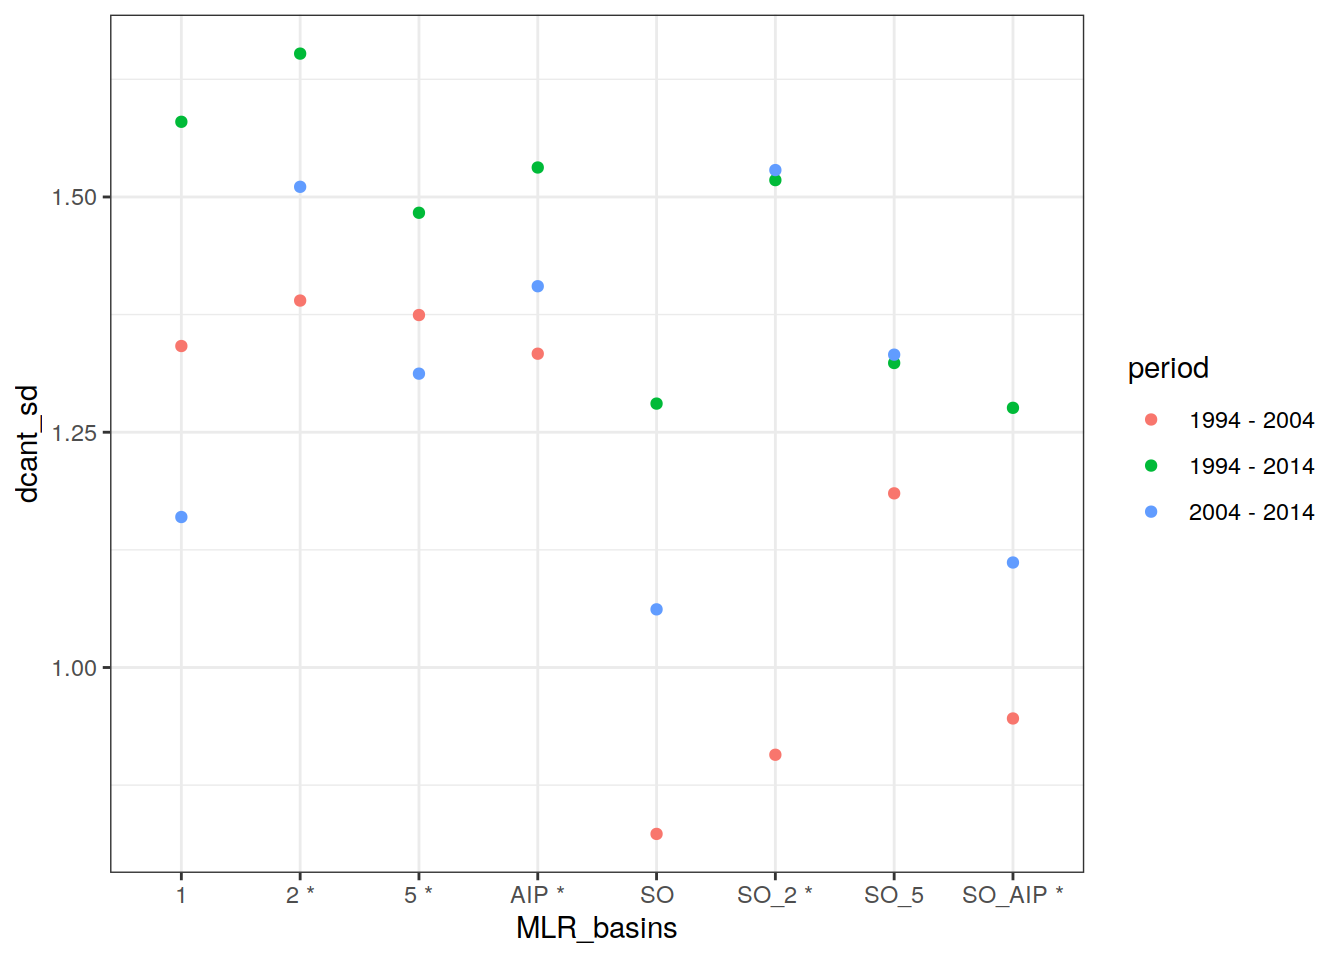 1.50
1.25
1.00
dcant_sd
1
2 *
5 *
AIP *
SO
SO_2 *
SO_5
SO_AIP *
MLR_basins
period
1994 - 2004
1994 - 2014
2004 - 2014